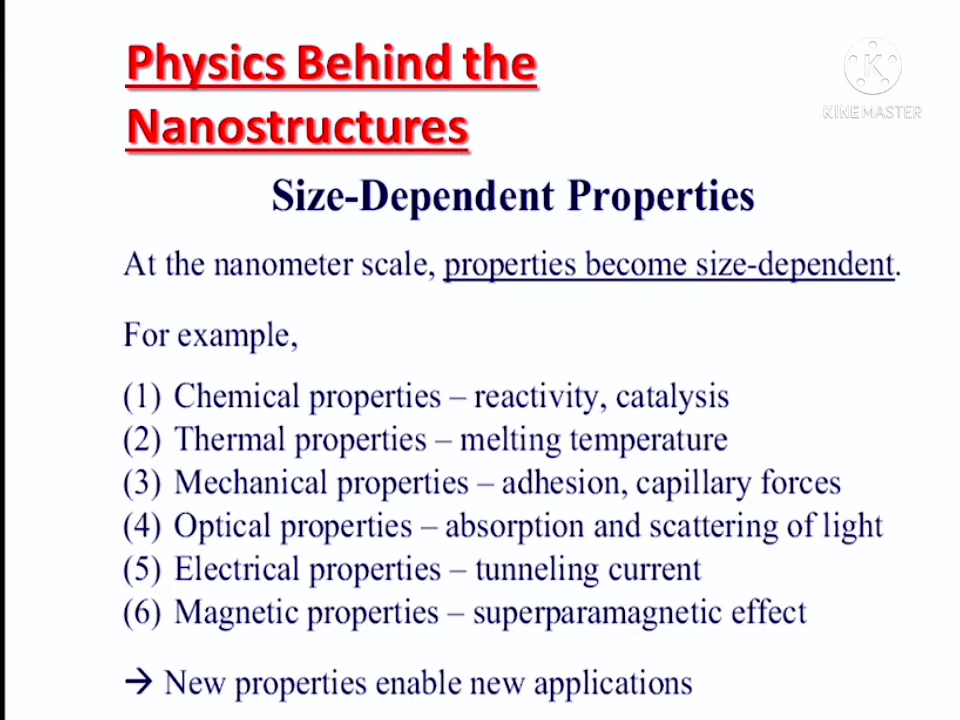 Physics Behind the
Nanostructures
KINEMASTER
Size-Dependent Properties
At the nanometer scale, properties become size-dependent.
For example,
(1) Chemical properties – reactivity, catalysis
(2) Thermal properties – melting temperature
(3) Mechanical properties – adhesion, capillary forces
(4) Optical properties – absorption and scattering of light
(5) Electrical properties – tunneling current
(6) Magnetic properties – superparamagnetic effect
→ New properties enable new applications